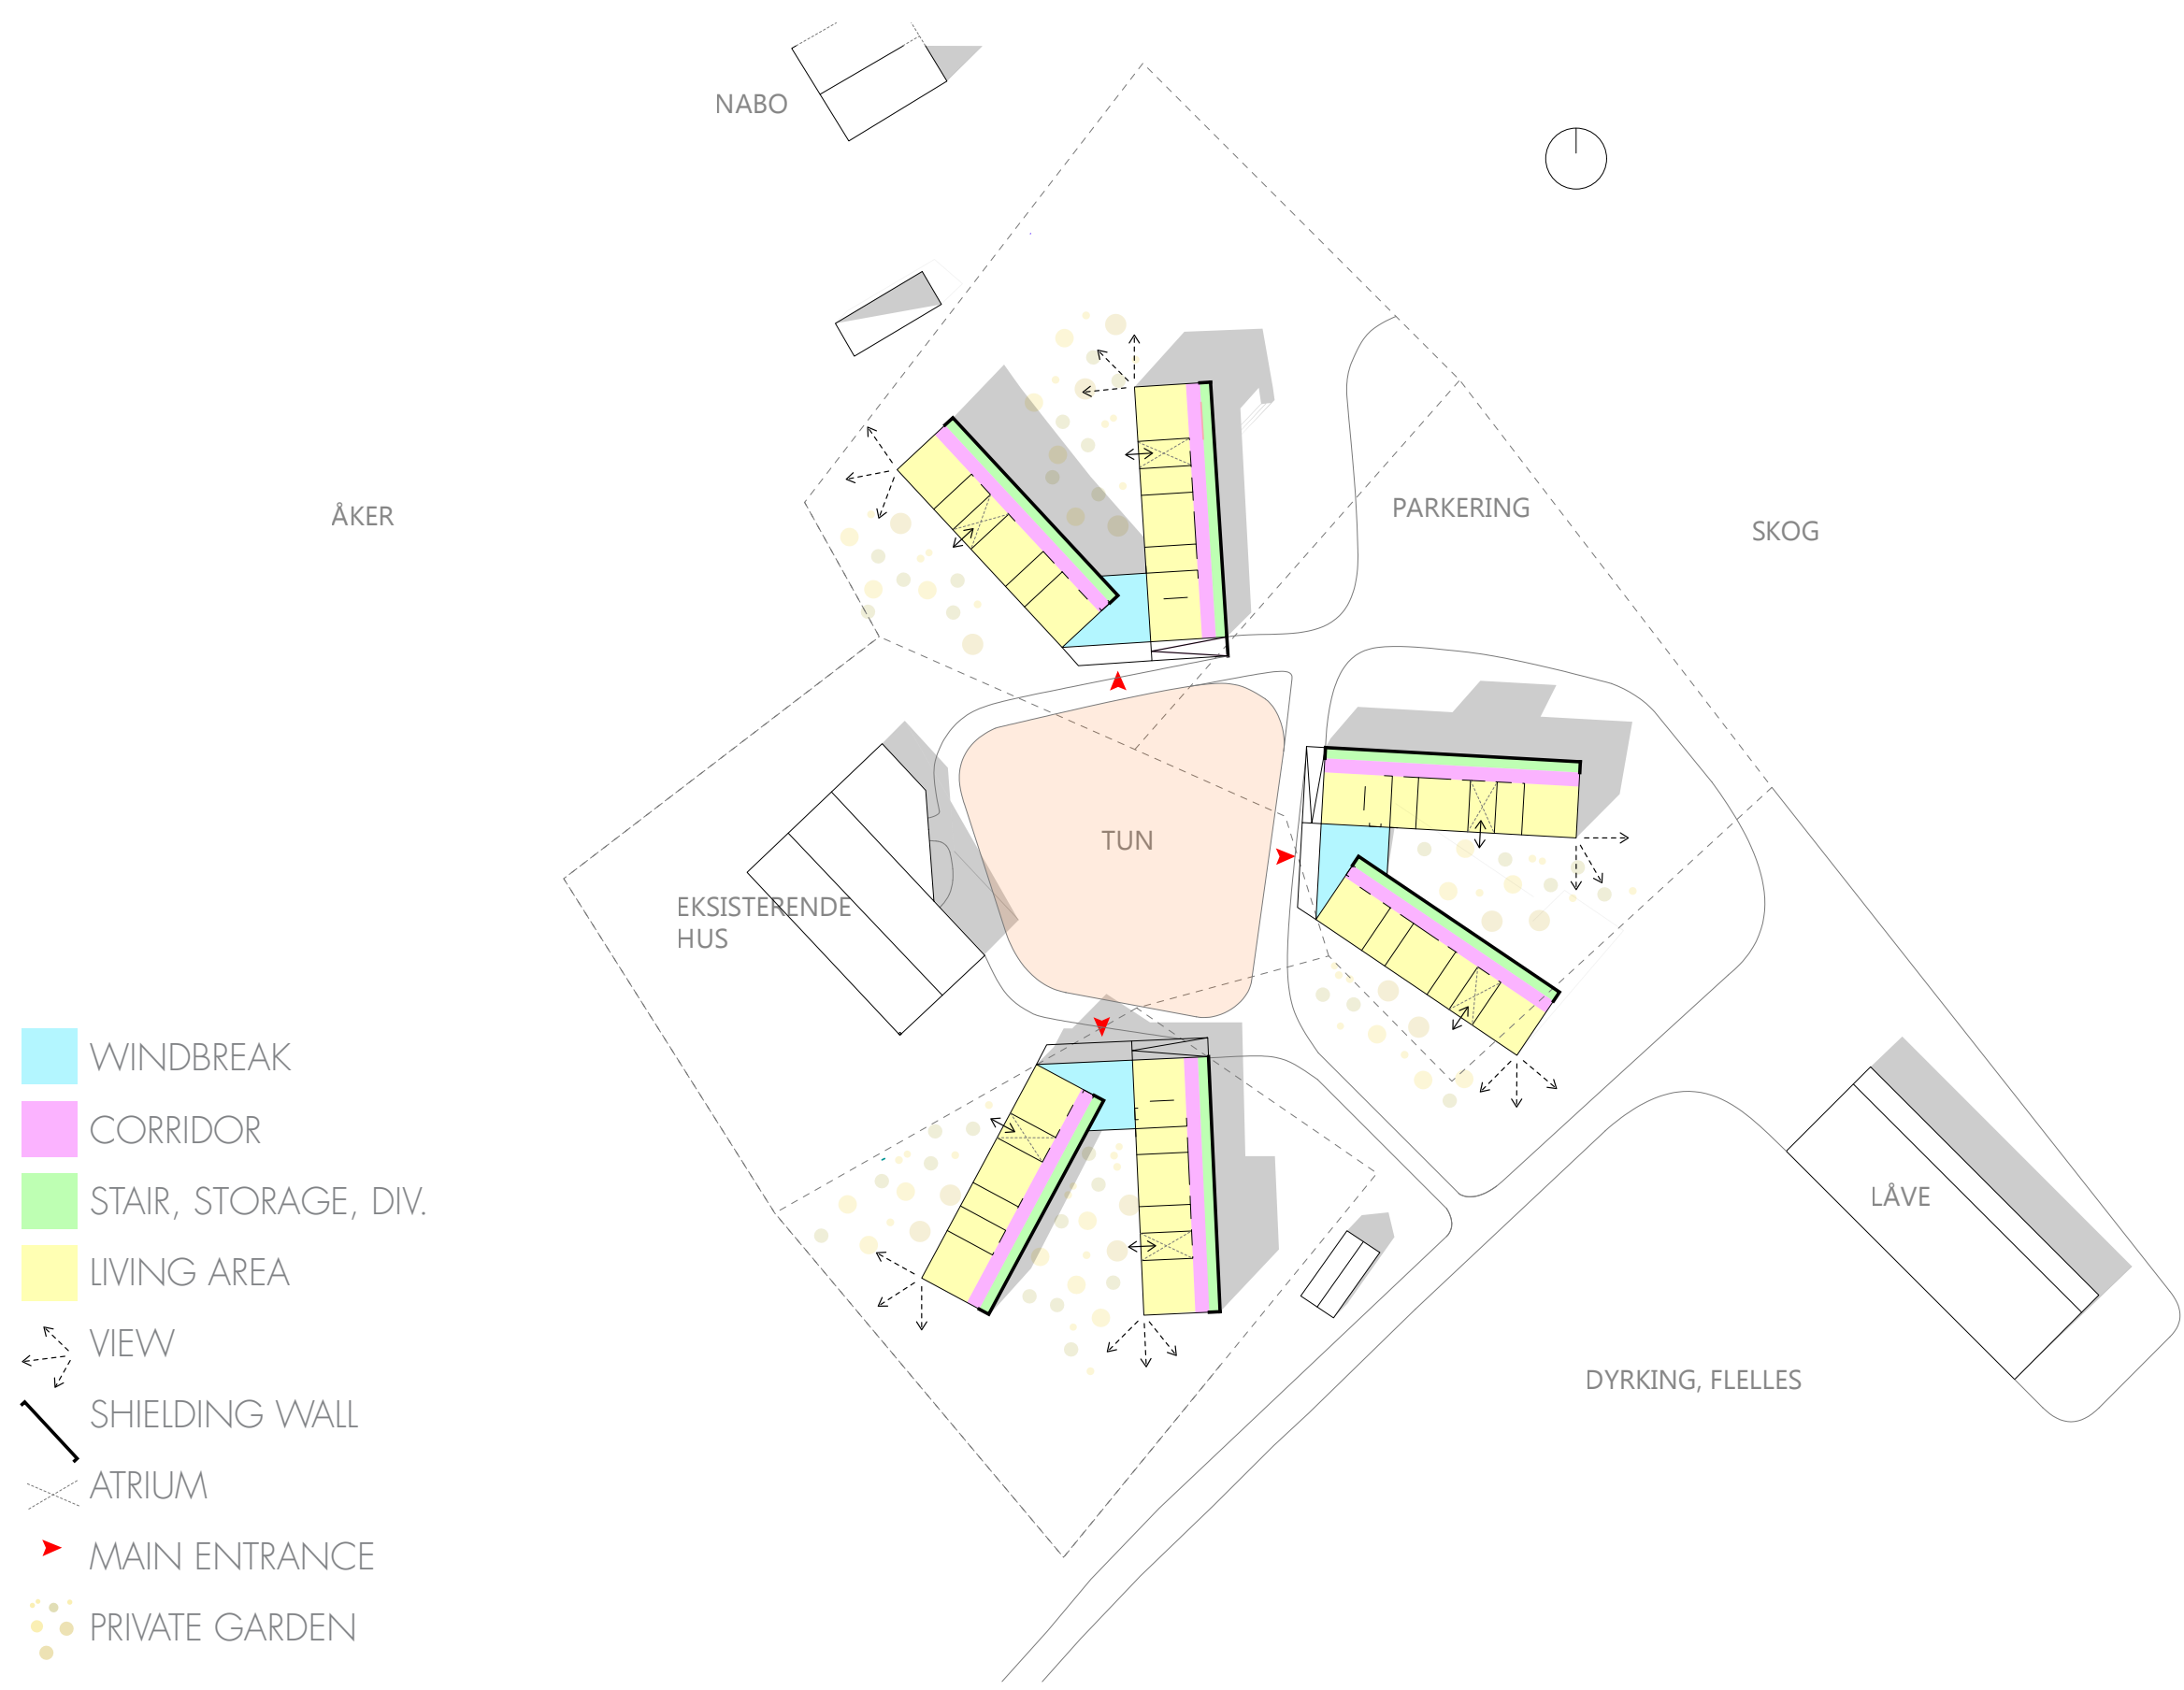 NABO
ÅKER
PARKERING
SKOG
TUN
EKSISTERENDE
HUS
LÅVE
DYRKING, FLELLES
WINDBREAK
CORRIDOR
STAIR, STORAGE, DIV.
LIVING AREA
VIEW
SHIELDING WALL
ATRIUM
MAIN ENTRANCE
PRIVATE GARDEN